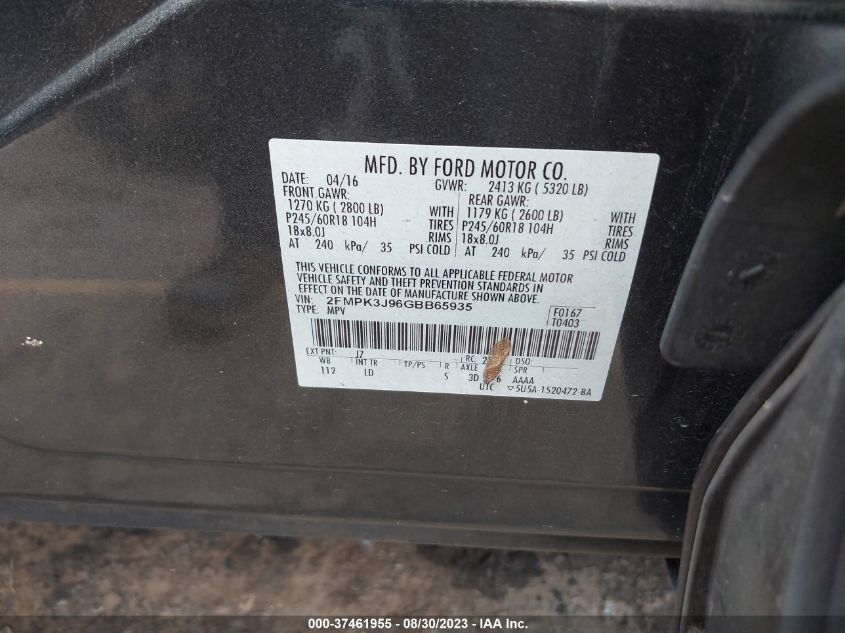 MFD. BY FORD MOTOR CO.
DATE: 04/16 GVWR: 2413 KG ( 5320 LB)
FRONT GAWR: REAR GAWR:
1270 KG ( 2800 LB) WITH 1179 KG ( 2600 LB) WITH
P245/60R18 104H TIRES P245/60R18 104H TIRES
18x8.0J RIMS 18x8.0J RIMS
AT 240 kPa/ 35 PSI COLD AT 240 kPa/ 35 PSI COLD
THIS VEHICLE CONFORMS TO ALL APPLICABLE FEDERAL MOTOR
VEHICLE SAFETY AND THEFT PREVENTION STANDARDS IN
EFFECT ON THE DATE OF MANUFACTURE SHOWN ABOVE.
VIN: 2FMPK3J96GBB65935 F0167
TYPE: MPV T0403
EXT PNT: J7 RC: DSO:
WB INT TR TP/PS R AXLE SPR
112 LD S 3D AAAA
UTC ▽5U5A-1520472-BA
000-37461955 - 08/30/2023 - IAA Inc.